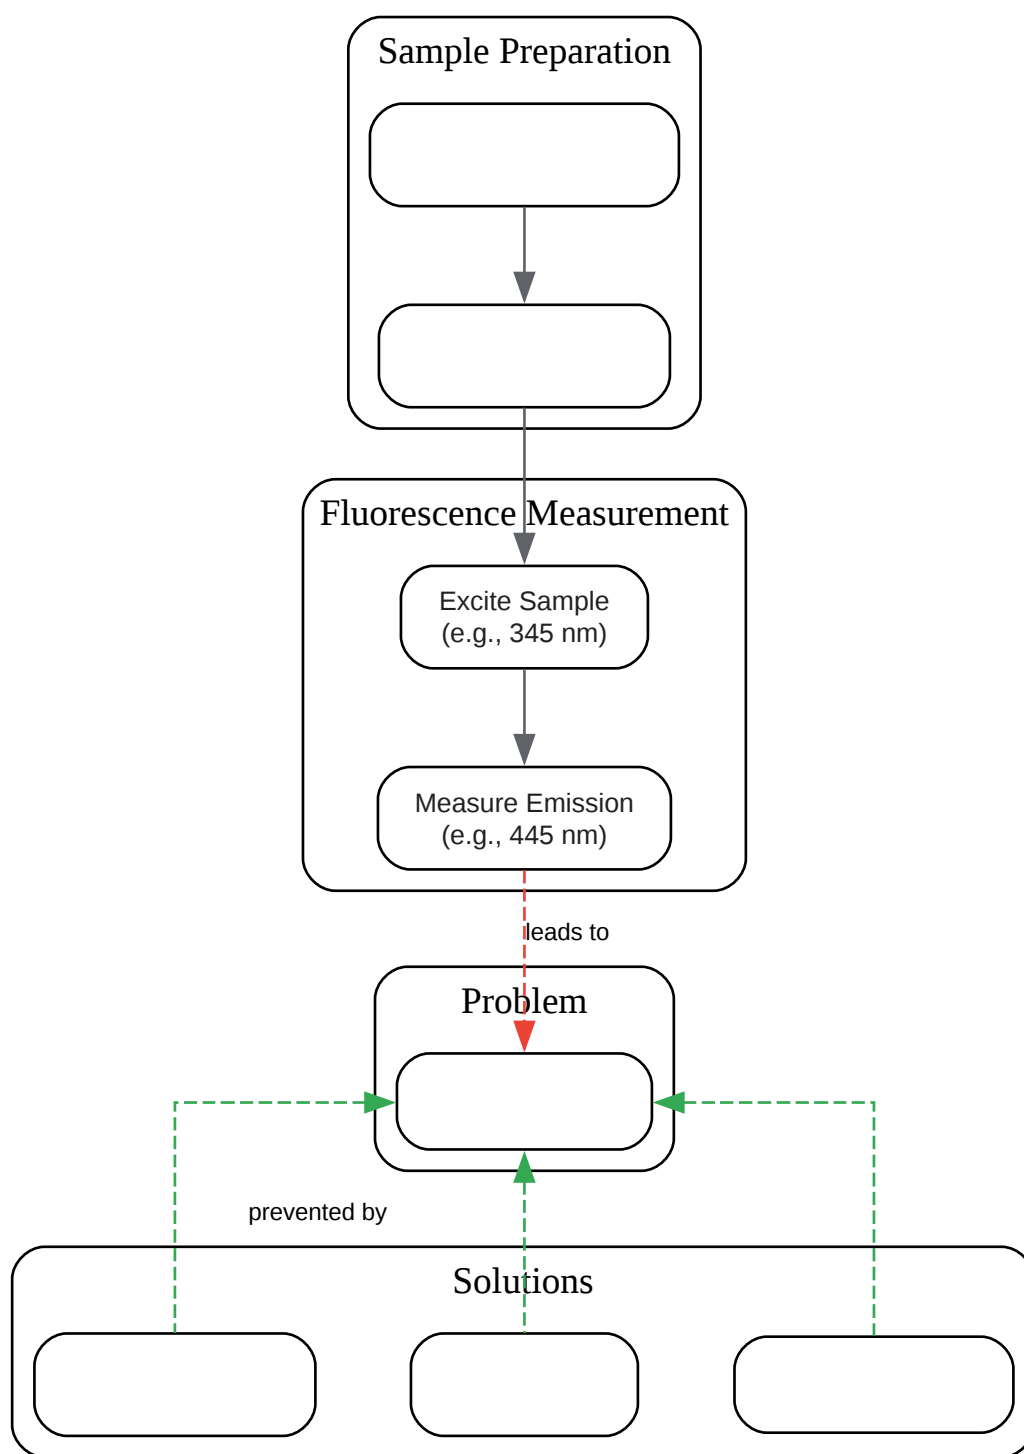 Sample Preparation
Fluorescence Measurement
Excite Sample
(e.g., 345 nm)
Measure Emission
(e.g., 445 nm)
leads to
Problem
prevented by
Solutions